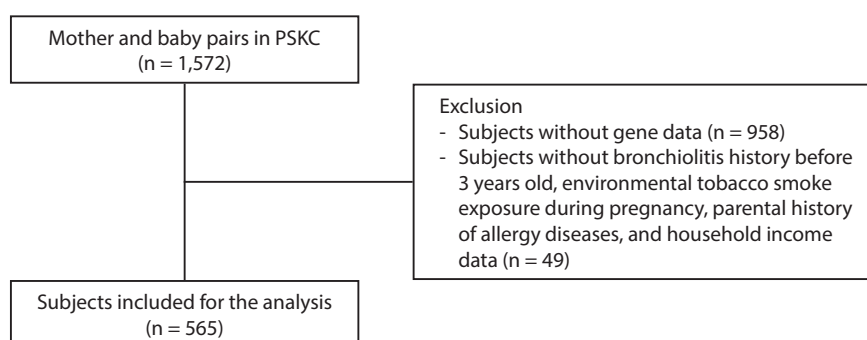 Mother and baby pairs in PSKC
(n = 1,572)
Exclusion
- Subjects without gene data (n = 958)
- Subjects without bronchiolitis history before
3 years old, environmental tobacco smoke
exposure during pregnancy, parental history
of allergy diseases, and household income
data (n = 49)
Subjects included for the analysis
(n = 565)